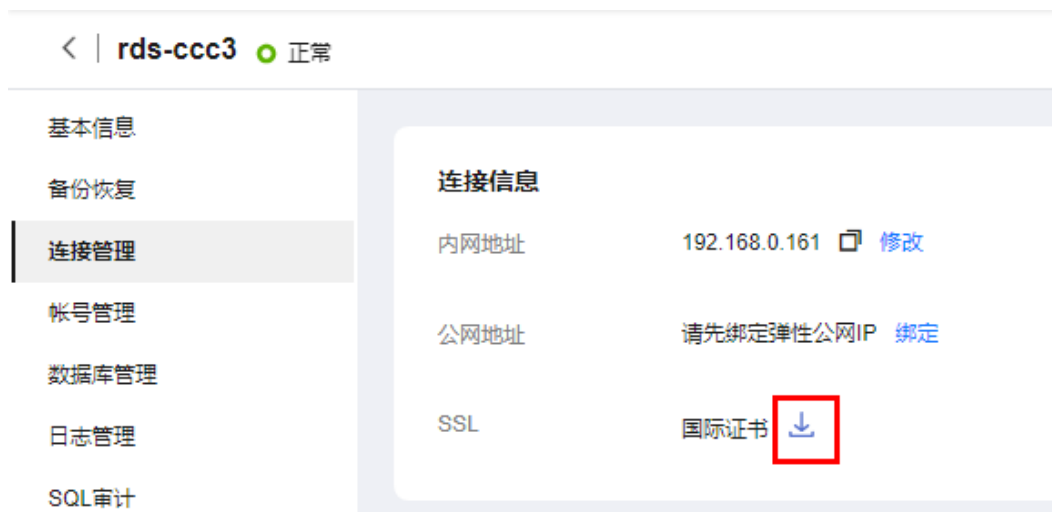 rds-ccc3 正常
基本信息
备份恢复
连接管理
帐号管理
数据库管理
日志管理
SQL审计
连接信息
内网地址 192.168.0.161 修改
公网地址 请先绑定弹性公网IP 绑定
SSL 国际证书